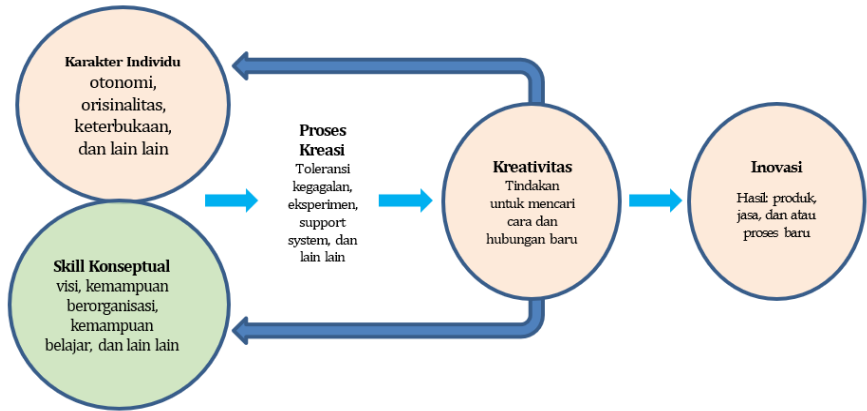 Karakter Individu
otonomi,
orisinalitas,
keterbukaan,
dan lain lain
Skill Konseptual
visi, kemampuan
berorganisasi,
kemampuan
belajar, dan lain lain
Proses
Kreasi
Toleransi
kegagalan,
eksperimen,
support
system, dan
lain lain
Kreativitas
Tindakan
untuk mencari
cara dan
hubungan baru
Inovasi
Hasil: produk,
jasa, dan atau
proses baru